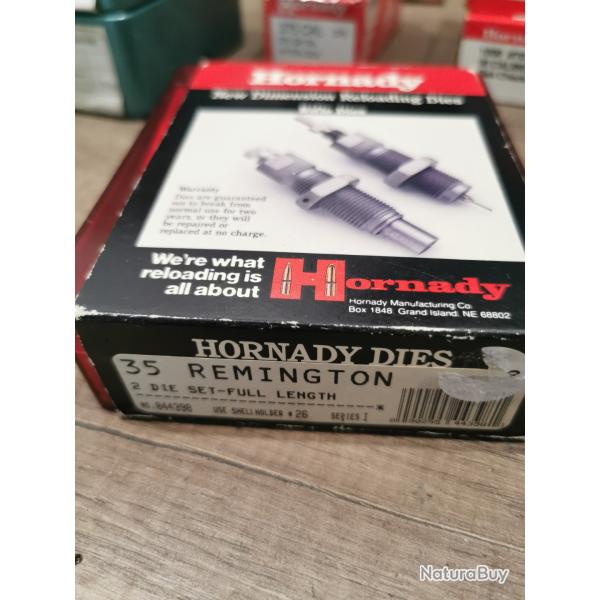 Hornady
New Dimension Reloading Dies
Warranty
Dies are guaranteed
not to break from
normal use for two
years, or they will
be repaired or
replaced at no charge.
We're what
reloading is
all about
Hornady
Hornady Manufacturing Co.
Box 1848 Grand Island, NE 68802
HORNADY DIES
35 REMINGTON
2 DIE SET-FULL LENGTH
NO. 844396 USE SHELLHOLDER #26 SERIES I
NaturaBuy